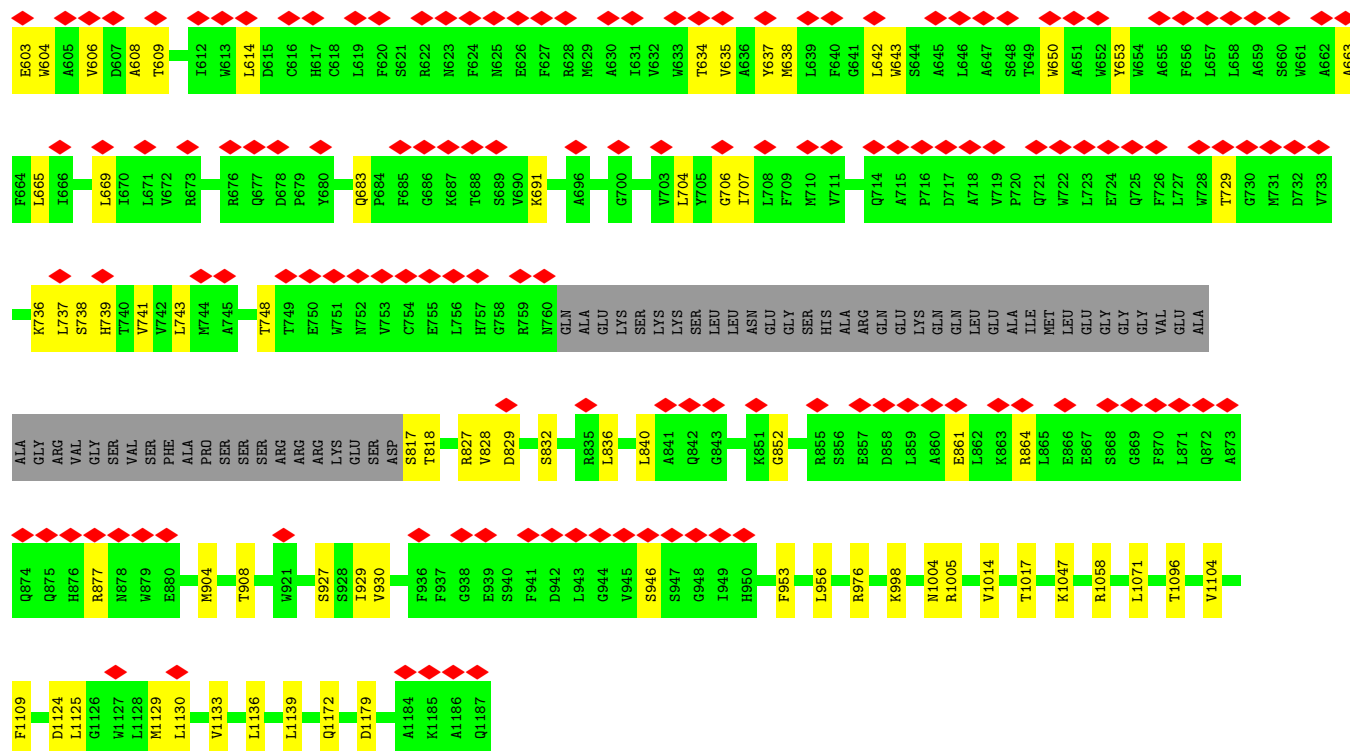 E603 W604 A605 V606 D607 A608 T609 I612 W613 L614 D615 C616 H617 C618 L619 F620 S621 R622 N623 F624 N625 E626 F627 R628 M629 A630 I631 V632 W633 T634 V635 A636 Y637 M638 L639 F640 G641 L642 W643 S644 A645 L646 A647 S648 T649 W650 A651 W652 Y653 W654 A655 F656 L657 L658 A659 S660 W661 A662 A663
F664 L665 I666 L669 I670 L671 V672 R673 R676 Q677 D678 P679 Y680 Q683 P684 F685 G686 K687 T688 S689 V690 K691 A696 G700 V703 L704 Y705 G706 I707 L708 F709 M710 V711 Q714 A715 P716 D717 A718 V719 P720 Q721 W722 L723 E724 Q725 F726 L727 W728 T729 G730 M731 D732 V733
K736 L737 S738 H739 T740 V741 V742 L743 M744 A745 T748 T749 E750 W751 N752 V753 C754 E755 L756 H757 G758 R759 N760 GLN ALA GLU LYS SER LYS LYS SER LEU LEU ASN GLU GLY SER HIS ALA ARG GLN GLU LYS GLN GLN LEU GLU ALA ILE MET LEU GLU GLY GLY GLY VAL GLU ALA
ALA GLY ARG VAL GLY SER VAL SER PHE ALA PRO SER SER SER SER ARG ARG ARG LYS GLU SER ASP S817 T818 R827 V828 D829 S832 R835 L836 L840 A841 Q842 G843 K851 G852 R855 S856 E857 D858 L859 A860 E861 L862 K863 R864 L865 E866 E867 S868 G869 F870 L871 Q872 A873
Q874 Q875 H876 R877 N878 W879 E880 M904 T908 W921 S927 S928 I929 V930 F936 F937 G938 E939 S940 F941 D942 L943 G944 V945 S946 S947 G948 I949 H950 F953 L956 R976 K998 N1004 R1005 V1014 T1017 K1047 R1058 L1071 T1096 V1104
F1109 D1124 L1125 G1126 W1127 L1128 M1129 L1130 V1133 L1136 L1139 Q1172 D1179 A1184 K1185 A1186 Q1187